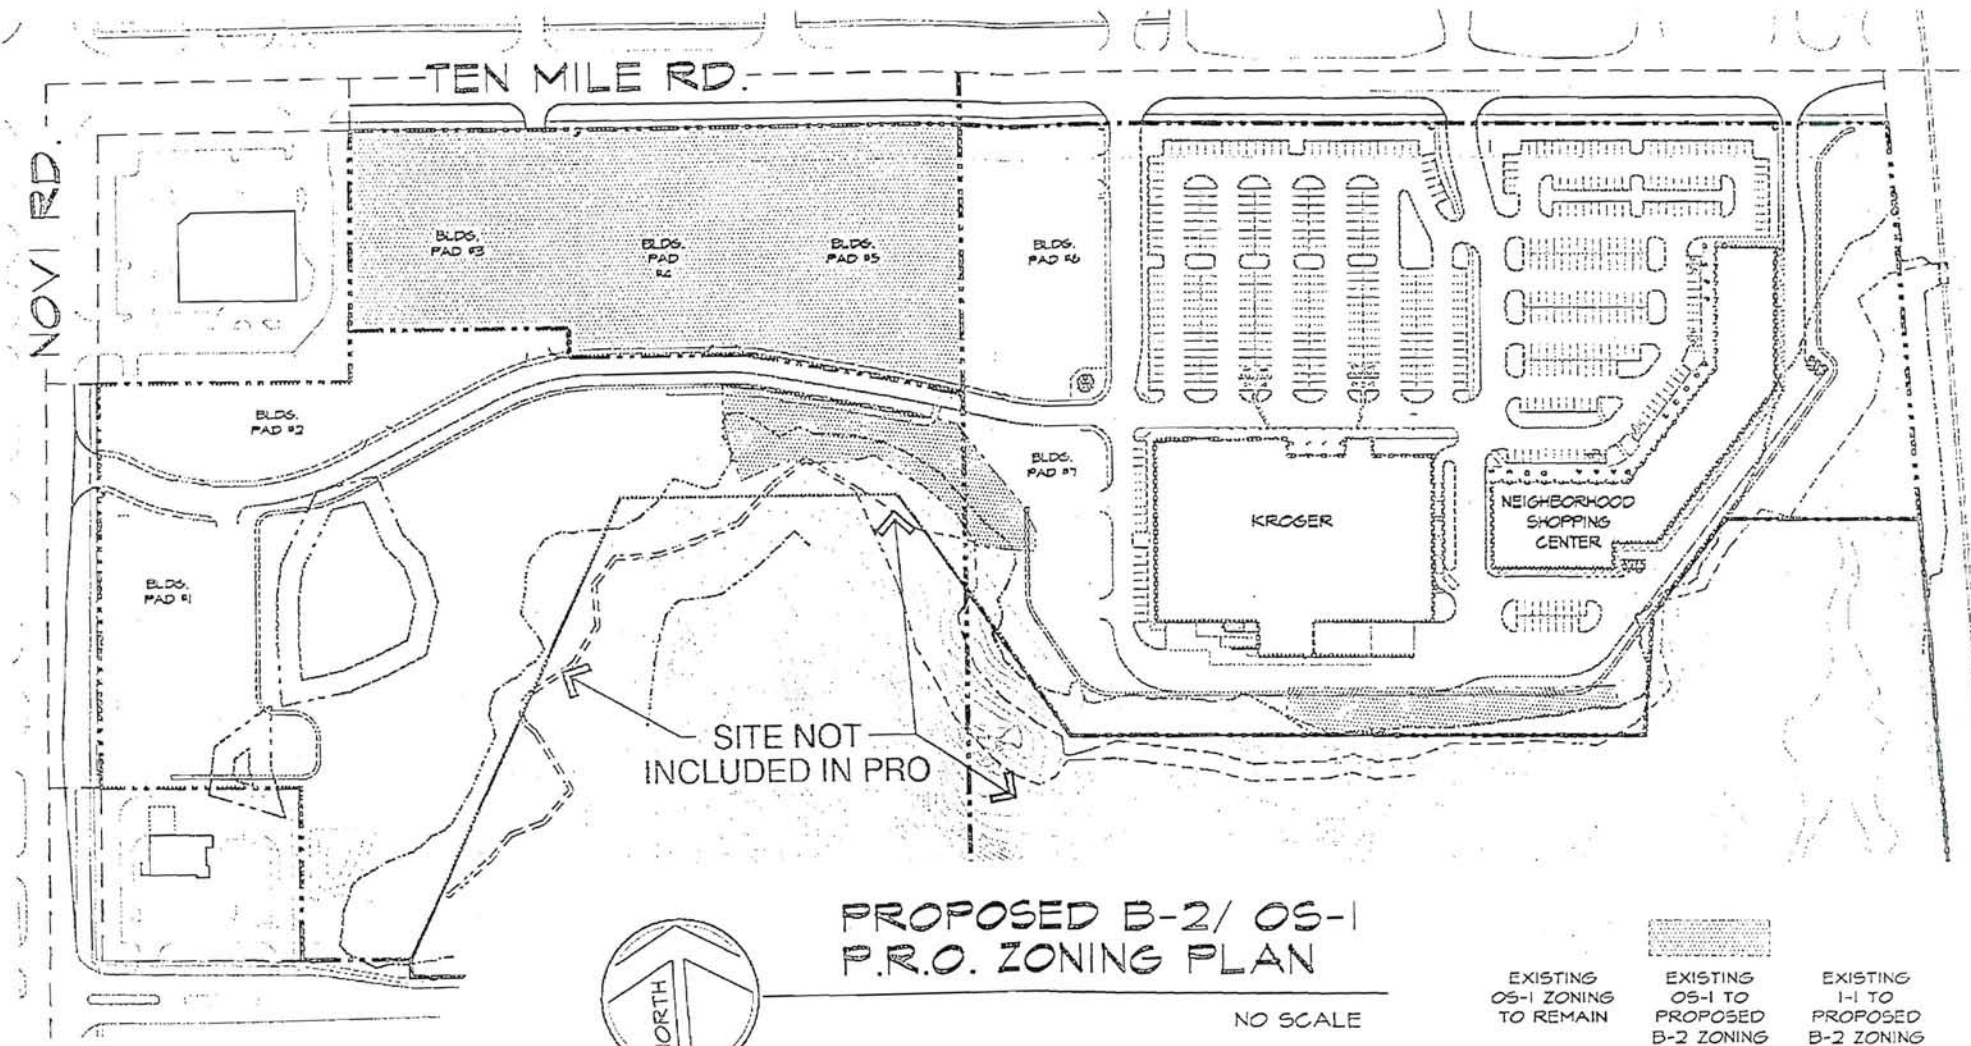 TEN MILE RD.
NOVI RD.
BLDG.
PAD #3
BLDG.
PAD
#4
BLDG.
PAD #5
BLDG.
PAD #6
BLDG.
PAD #2
BLDG.
PAD #7
BLDG.
PAD #1
KROGER
NEIGHBORHOOD
SHOPPING
CENTER
SITE NOT
INCLUDED IN PRO
PROPOSED B-2/ OS-1
P.R.O. ZONING PLAN
NORTH
NO SCALE
EXISTING
OS-1 ZONING
TO REMAIN
EXISTING
OS-1 TO
PROPOSED
B-2 ZONING
EXISTING
I-1 TO
PROPOSED
B-2 ZONING